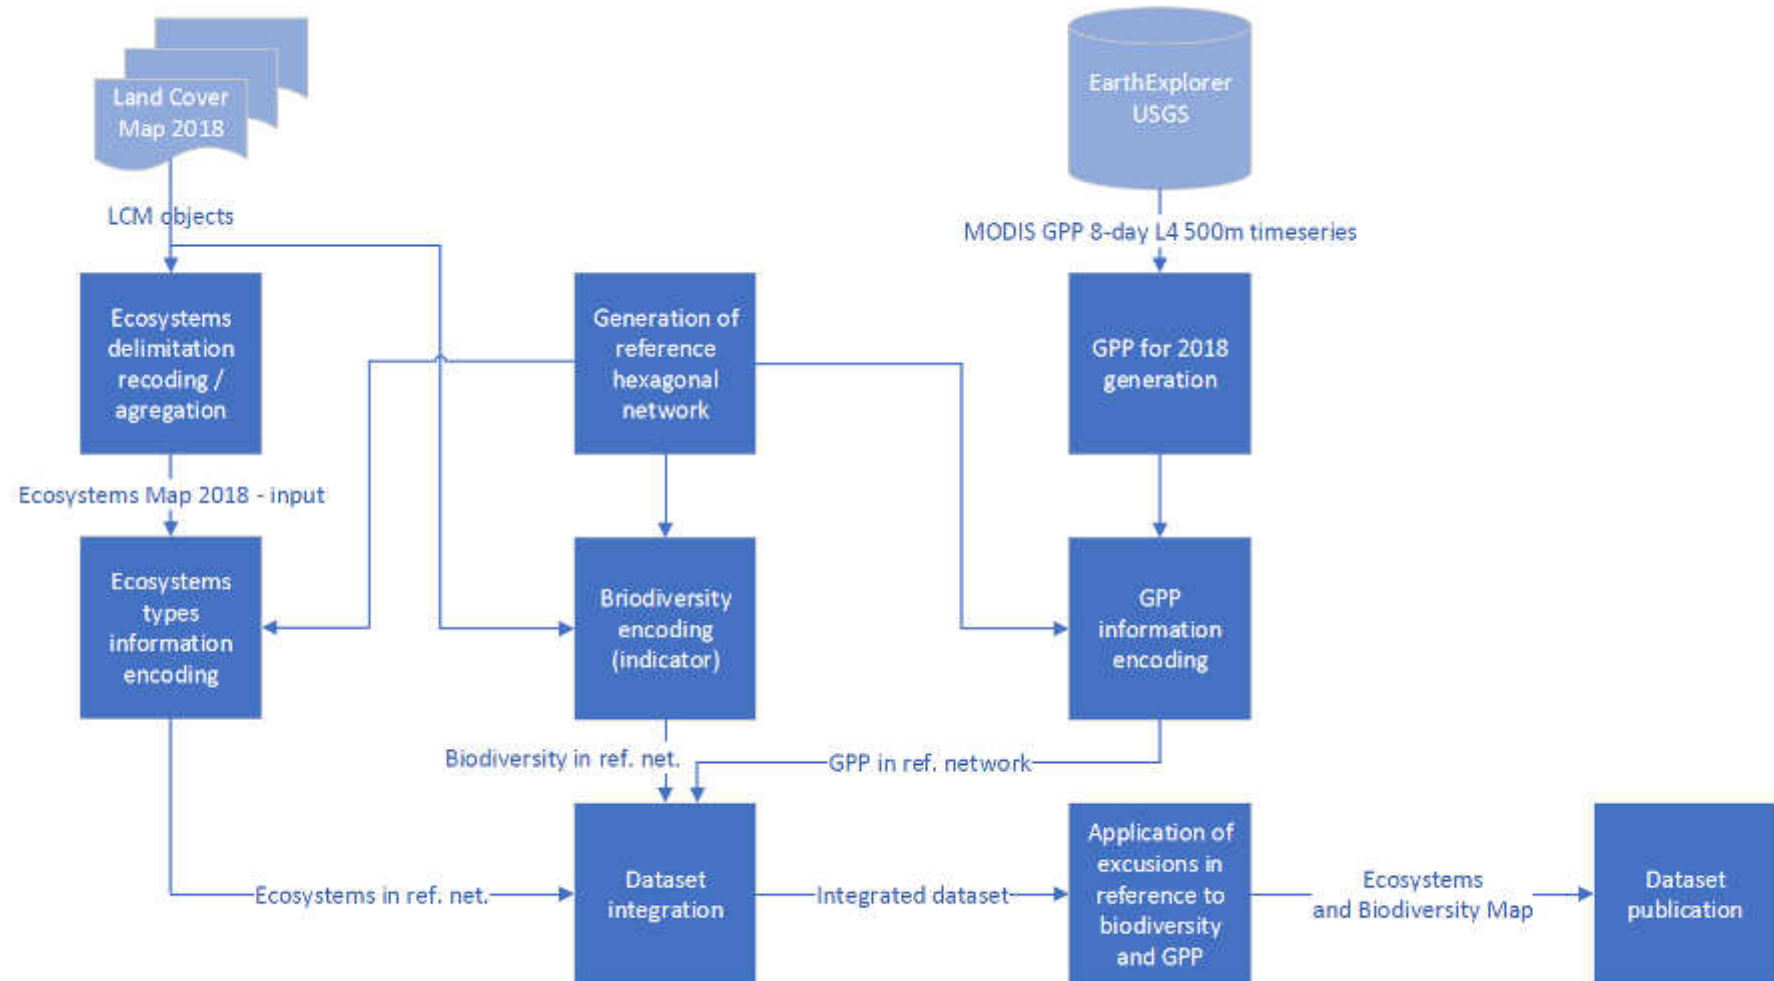 Land Cover
Map 2018
EarthExplorer
USGS
LCM objects
MODIS GPP 8-day L4 500m timeseries
Ecosystems
delimitation
recoding /
agregation
Generation of
reference
hexagonal
network
GPP for 2018
generation
Ecosystems Map 2018 - input
Ecosystems
types
information
encoding
Briodiversity
encoding
(indicator)
GPP
information
encoding
Biodiversity in ref. net.
GPP in ref. network
Ecosystems in ref. net.
Dataset
integration
Integrated dataset
Application of
excusions in
reference to
biodiversity
and GPP
Ecosystems
and Biodiversity Map
Dataset
publication